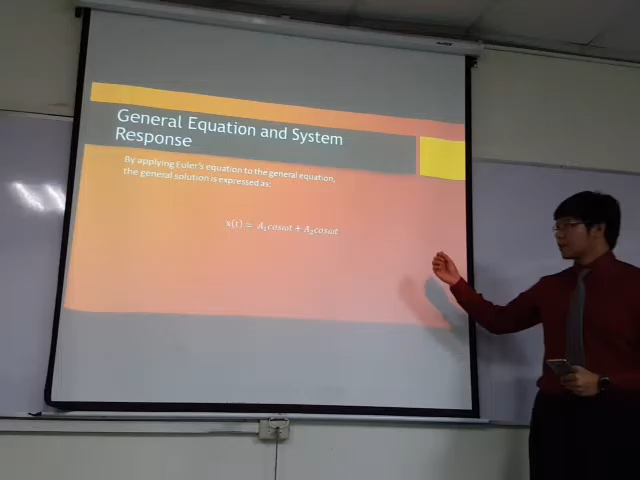 General Equation and System
Response
By applying Euler's equation to the general equation,
the general solution is expressed as:
x(t) = A₁cosωt + A₂cosωt